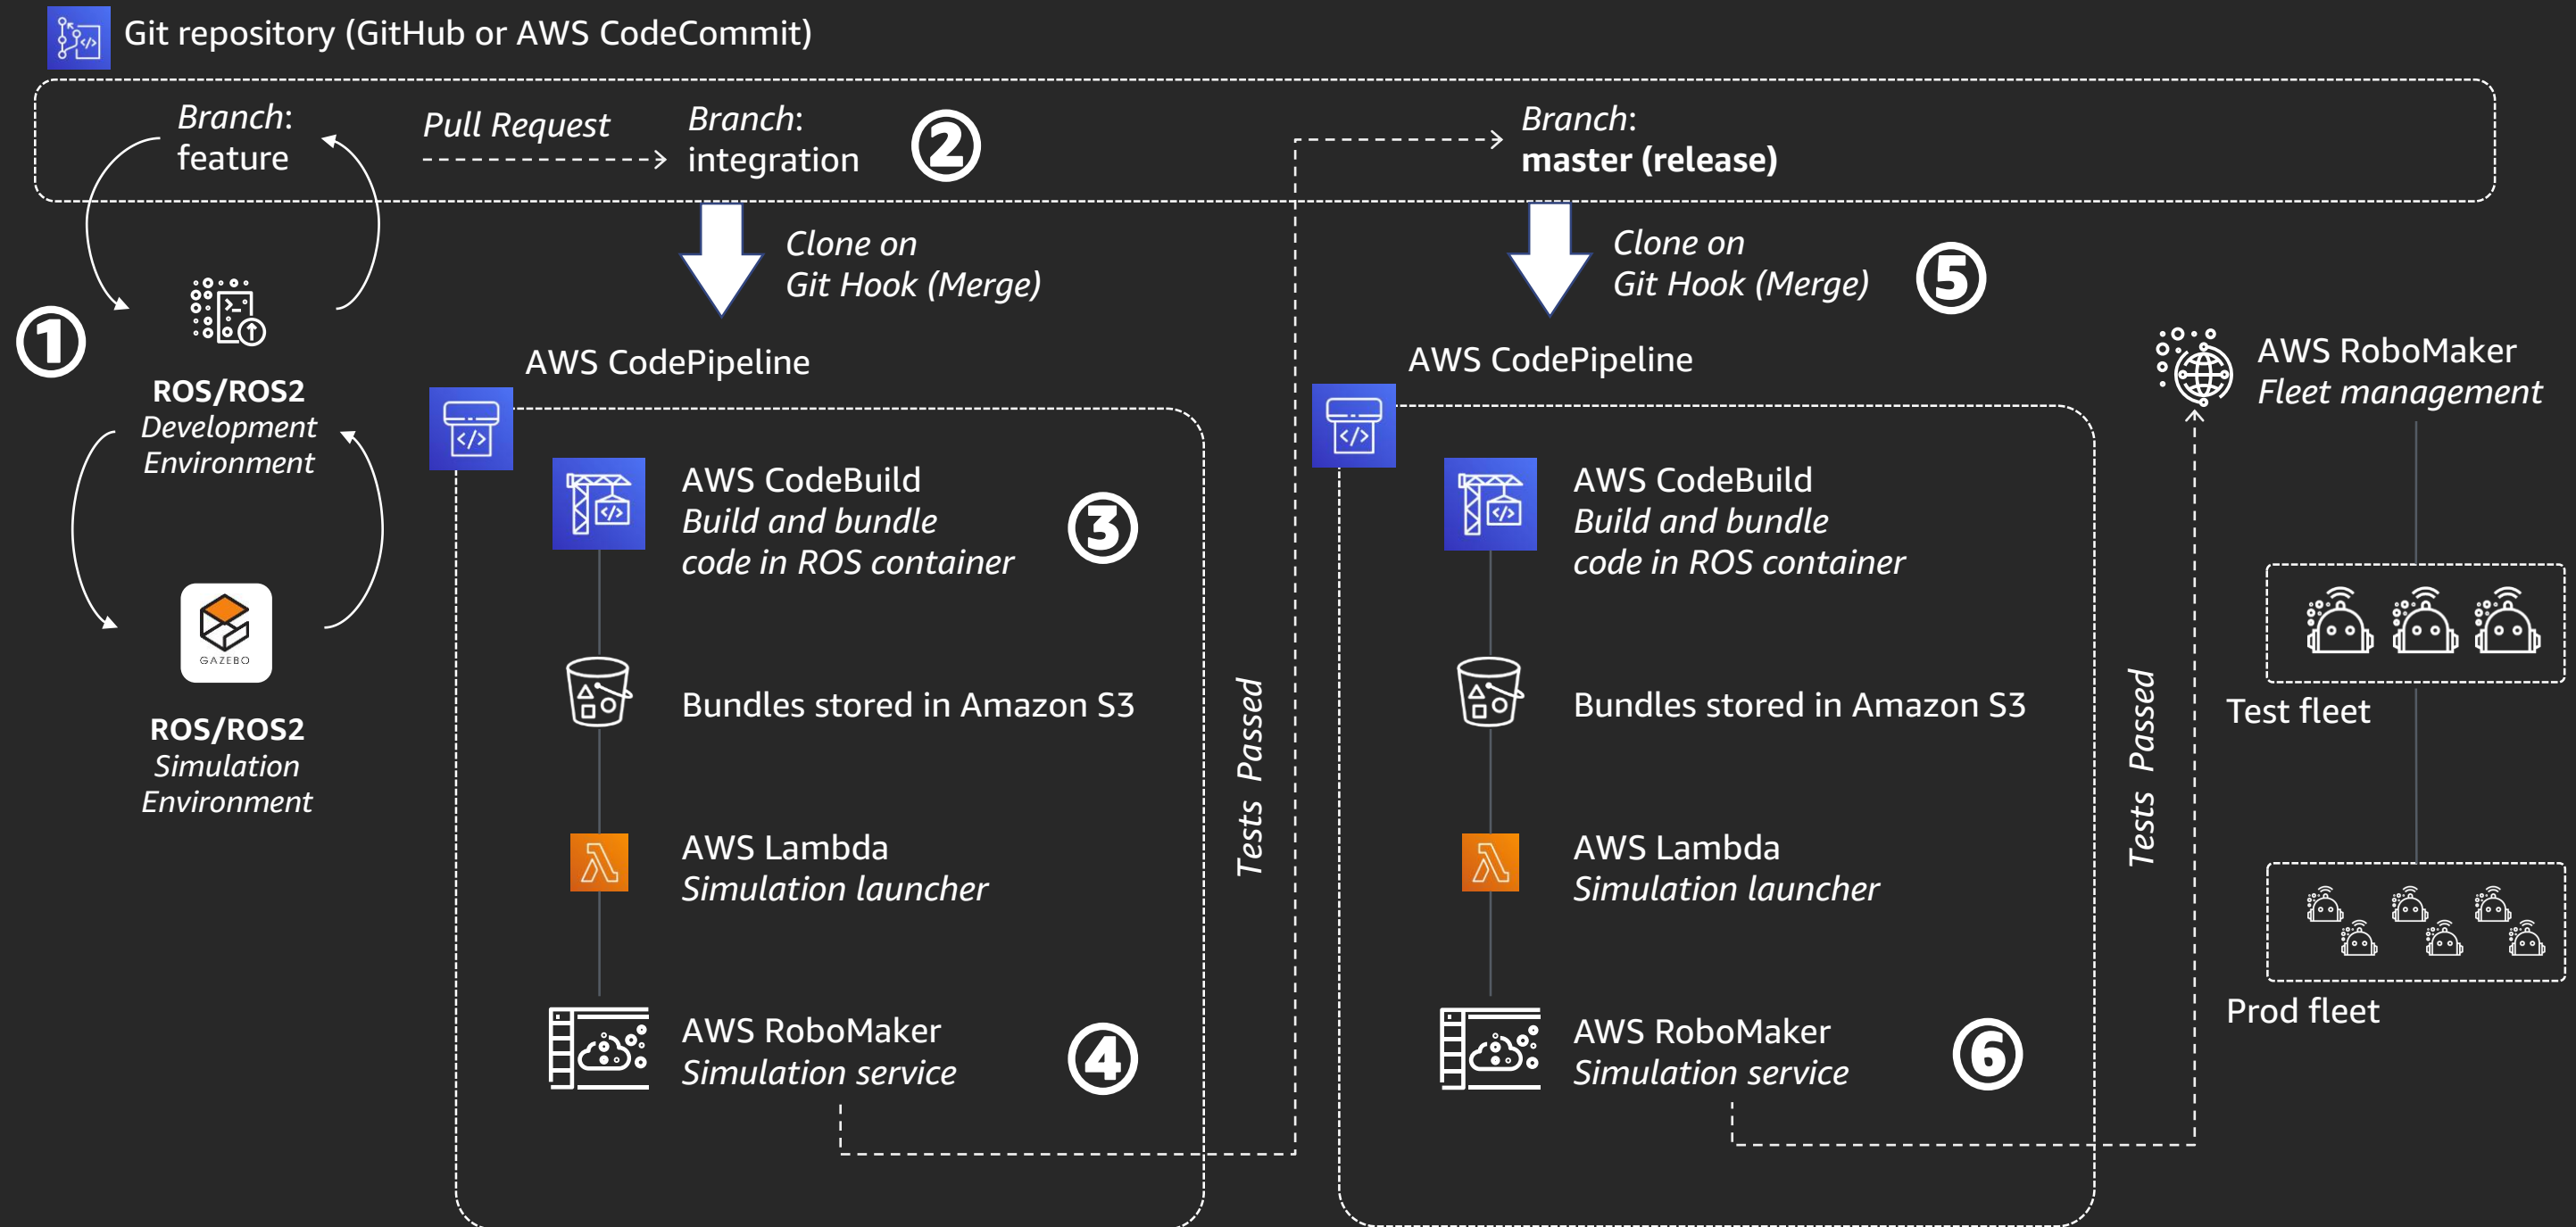 Git repository (GitHub or AWS CodeCommit)
Branch:
feature
Pull Request
Branch:
integration
2
Branch:
master (release)
1
ROS/ROS2
Development
Environment
GAZEBO
ROS/ROS2
Simulation
Environment
Clone on
Git Hook (Merge)
AWS CodePipeline
</>
</>
AWS CodeBuild
Build and bundle
code in ROS container
3
Bundles stored in Amazon S3
λ
AWS Lambda
Simulation launcher
AWS RoboMaker
Simulation service
4
Tests Passed
Clone on
Git Hook (Merge)
5
AWS CodePipeline
</>
</>
AWS CodeBuild
Build and bundle
code in ROS container
Bundles stored in Amazon S3
λ
AWS Lambda
Simulation launcher
AWS RoboMaker
Simulation service
6
Tests Passed
AWS RoboMaker
Fleet management
Test fleet
Prod fleet